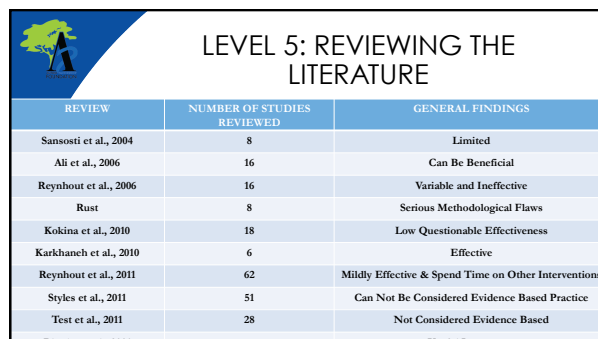 LEVEL 5: REVIEWING THE
LITERATURE
REVIEW NUMBER OF STUDIES REVIEWED GENERAL FINDINGS
Sansosti et al., 2004 8 Limited
Ali et al., 2006 16 Can Be Beneficial
Reynhout et al., 2006 16 Variable and Ineffective
Rust 8 Serious Methodological Flaws
Kokina et al., 2010 18 Low Questionable Effectiveness
Karkhaneh et al., 2010 6 Effective
Reynhout et al., 2011 62 Mildly Effective & Spend Time on Other Interventions
Styles et al., 2011 51 Can Not Be Considered Evidence Based Practice
Test et al., 2011 28 Not Considered Evidence Based